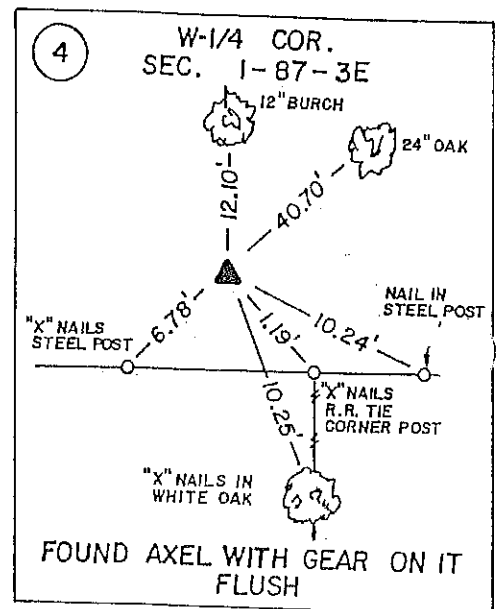 4
W-1/4 COR.
SEC. 1-87-3E
12" BURCH
24" OAK
12.10'
40.70'
"X" NAILS
STEEL POST
6.78'
1.19'
10.24'
NAIL IN
STEEL POST
10.25'
"X" NAILS
R.R. TIE
CORNER POST
"X" NAILS IN
WHITE OAK
FOUND AXEL WITH GEAR ON IT
FLUSH